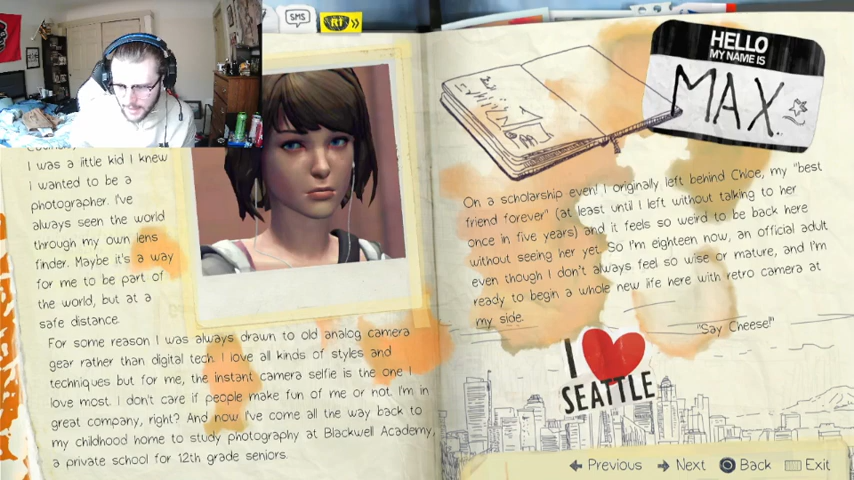 SMS
R1 »
I was a little kid I knew
I wanted to be a
photographer. I've
always seen the world
through my own lens
finder. Maybe it's a way
for me to be part of
the world, but at a
safe distance.
For some reason I was always drawn to old analog camera
gear rather than digital tech. I love all kinds of styles and
techniques but for me, the instant camera selfie is the one I
love most. I don't care if people make fun of me or not. I'm in
great company, right? And now I've come all the way back to
my childhood home to study photography at Blackwell Academy,
a private school for 12th grade seniors.
HELLO
MY NAME IS
MAX
On a scholarship even! I originally left behind Chloe, my "best
friend forever" (at least until I left without talking to her
once in five years) and it feels so weird to be back here
without seeing her yet. So I'm eighteen now, an official adult
even though I don't always feel so wise or mature, and I'm
ready to begin a whole new life here with retro camera at
my side.
"Say Cheese!"
I
SEATTLE
Previous Next Back Exit